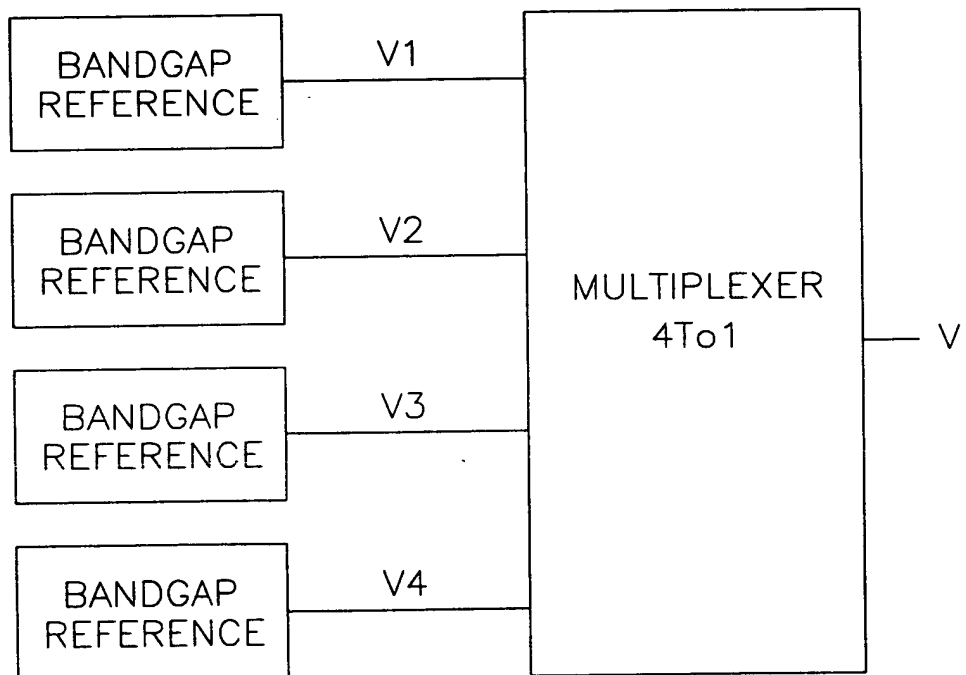 BANDGAP
REFERENCE
V1
BANDGAP
REFERENCE
V2
BANDGAP
REFERENCE
V3
BANDGAP
REFERENCE
V4
MULTIPLEXER
4To1
V